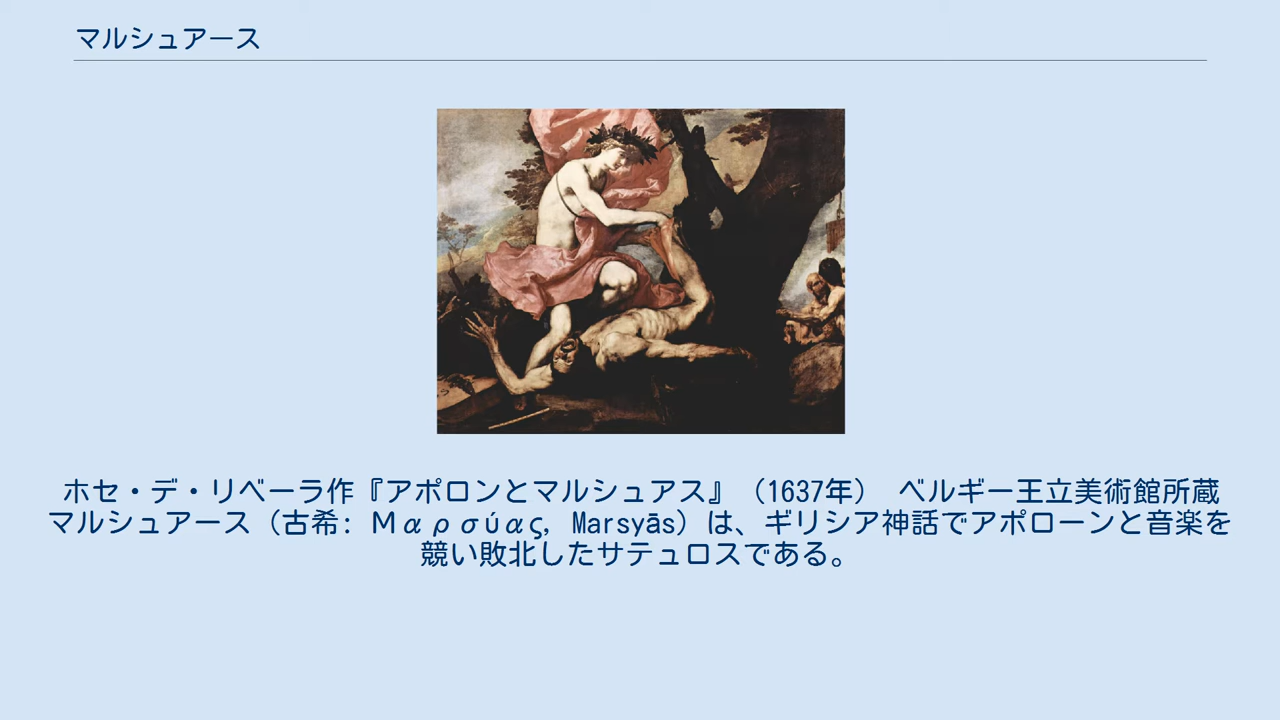 マルシュアース
ホセ・デ・リベーラ作『アポロンとマルシュアス』（1637年） ベルギー王立美術館所蔵
マルシュアース（古希: Μαρσύας, Marsyās）は、ギリシア神話でアポローンと音楽を
競い敗北したサテュロスである。